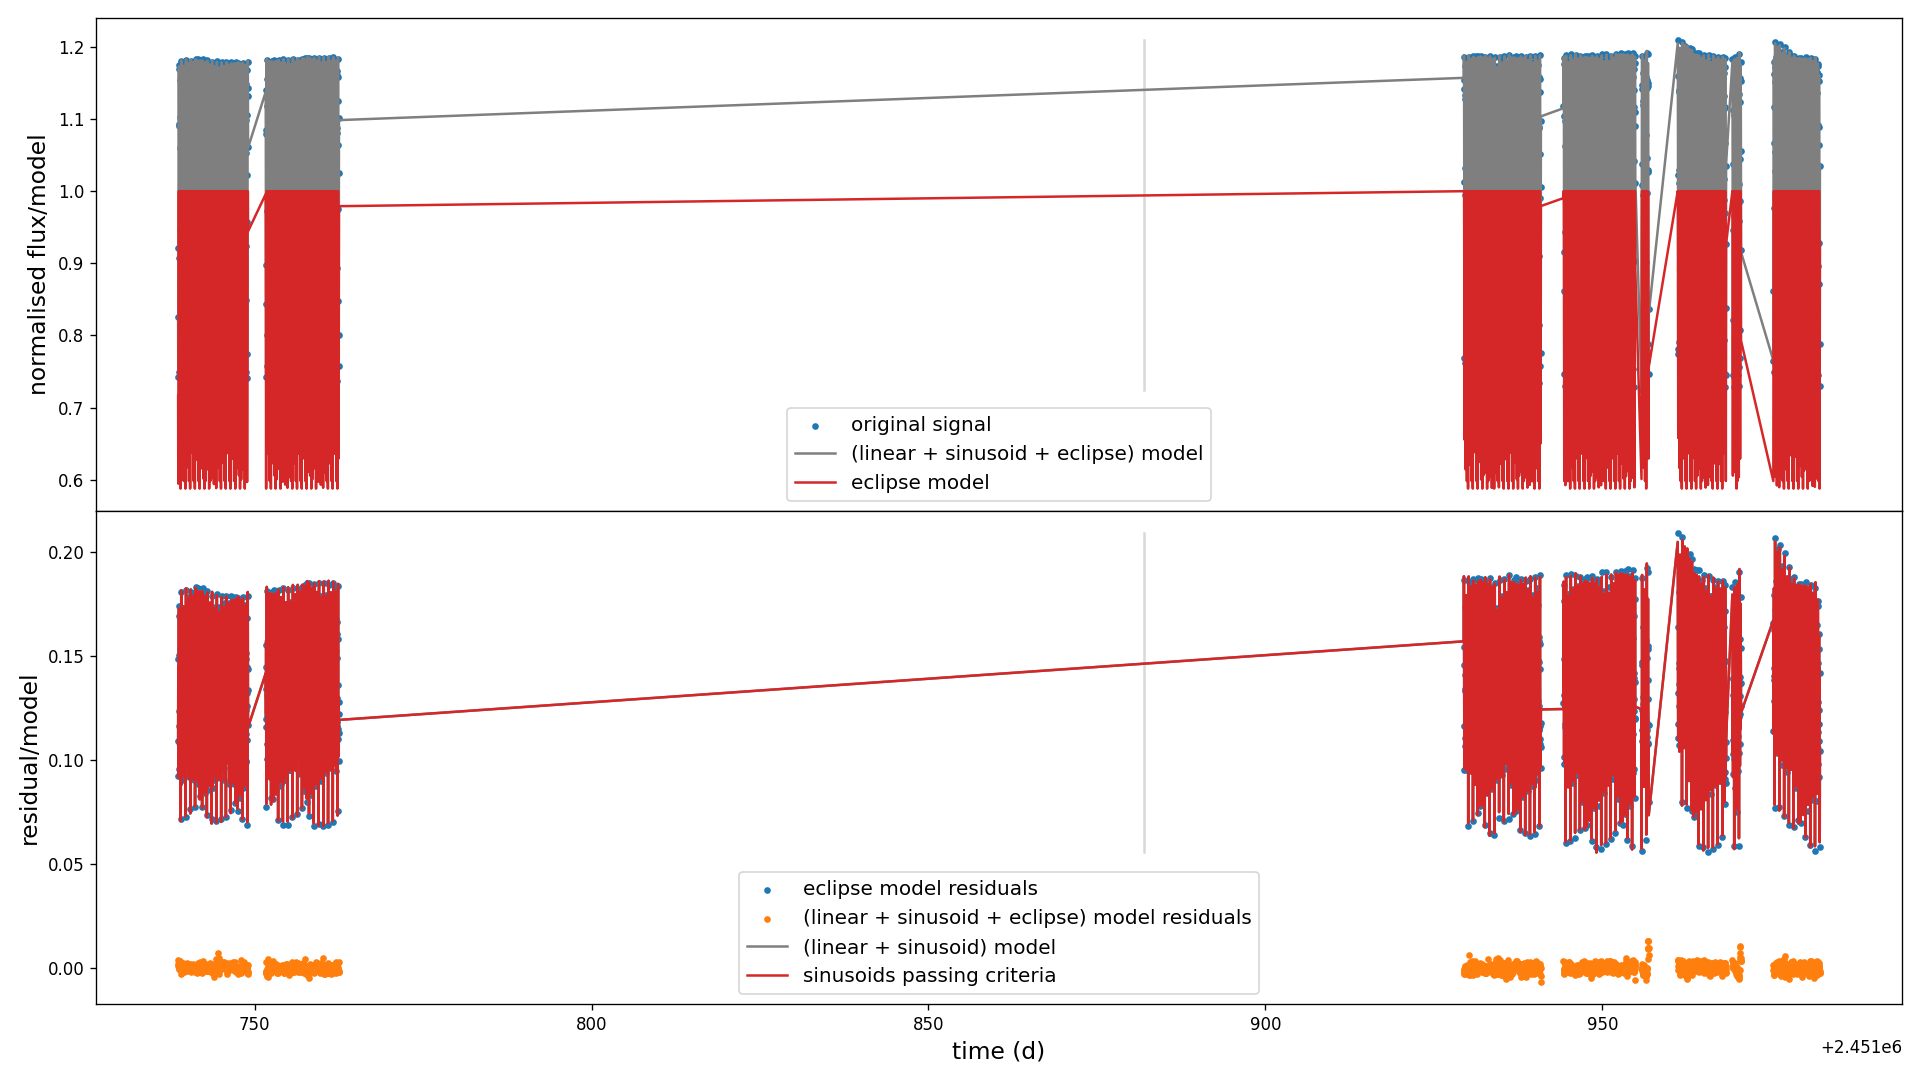 1.2
1.1
1.0
0.9
0.8
0.7
0.6
normalised flux/model
original signal
(linear + sinusoid + eclipse) model
eclipse model
0.20
0.15
0.10
0.05
0.00
residual/model
eclipse model residuals
(linear + sinusoid + eclipse) model residuals
(linear + sinusoid) model
sinusoids passing criteria
750
800
850
900
950
time (d)
+2.451e6